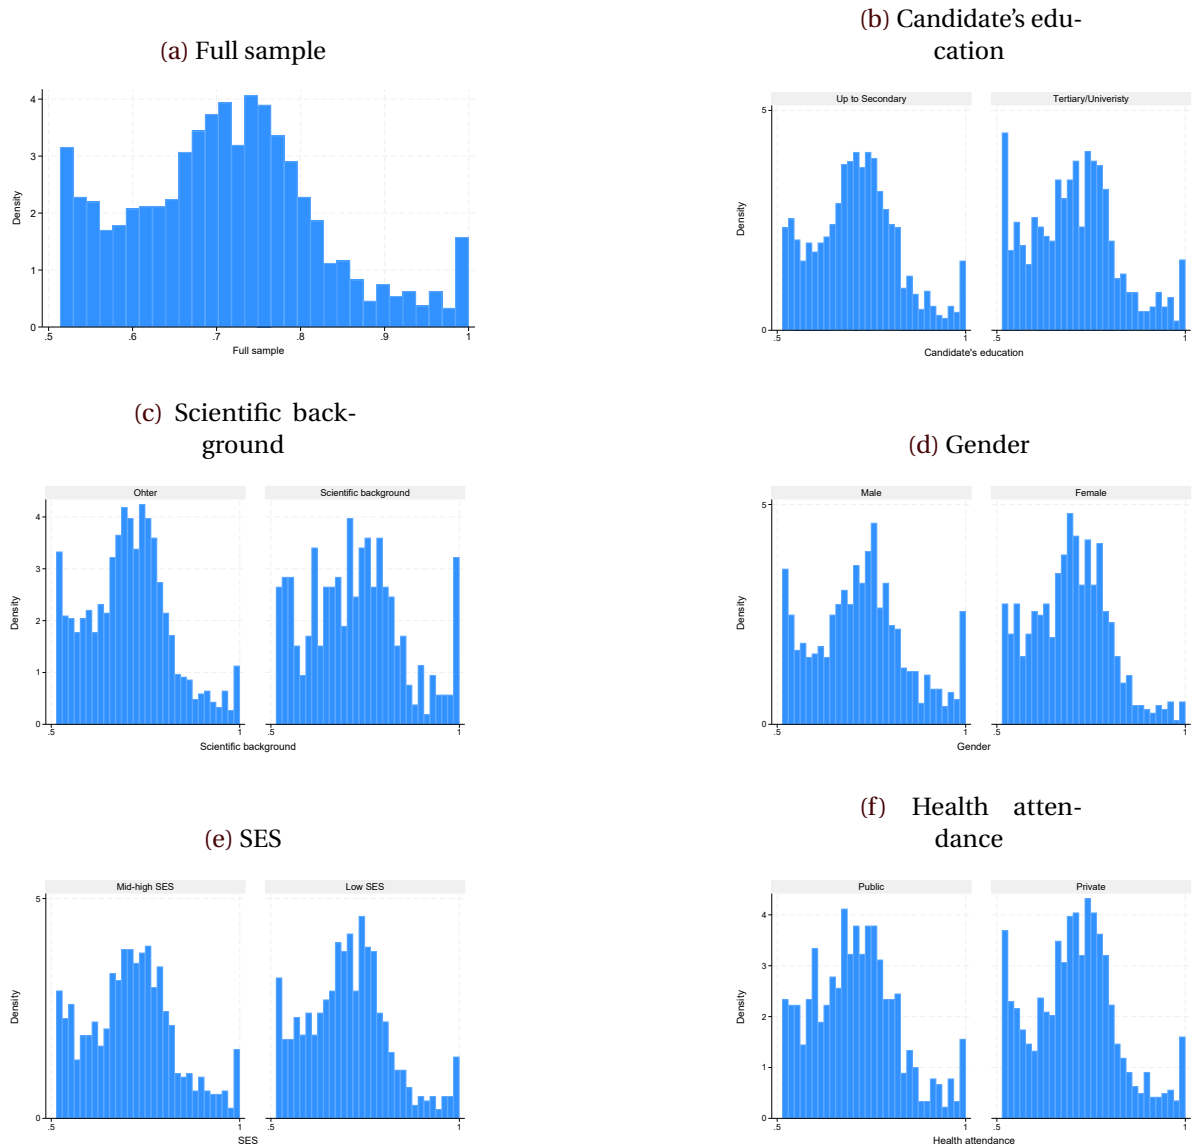 (a) Full sample
4
3
2
1
0
Density
.5 .6 .7 .8 .9 1
Full sample
(b) Candidate's edu-
cation
Up to Secondary Tertiary/Univeristy
5
0
Density
.5 1 .5 1
Candidate's education
(c) Scientific back-
ground
Ohter Scientific background
4
3
2
1
0
Density
.5 1 .5 1
Scientific background
(d) Gender
Male Female
5
0
Density
.5 1 .5 1
Gender
(e) SES
Mid-high SES Low SES
5
0
Density
.5 1 .5 1
SES
(f) Health atten-
dance
Public Private
4
3
2
1
0
Density
.5 1 .5 1
Health attendance